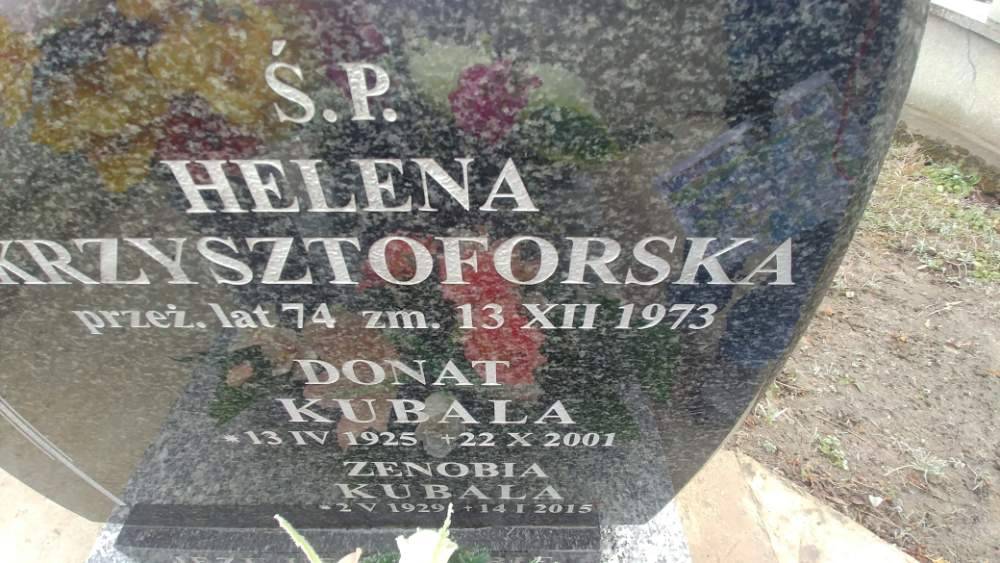 Ś.P.
HELENA
KRZYSZTOFORSKA
przeż. lat 74 zm. 13 XII 1973
DONAT
KUBALA
*13 IV 1925 +22 X 2001
ZENOBIA
KUBALA
*2 V 1929 +14 I 2015